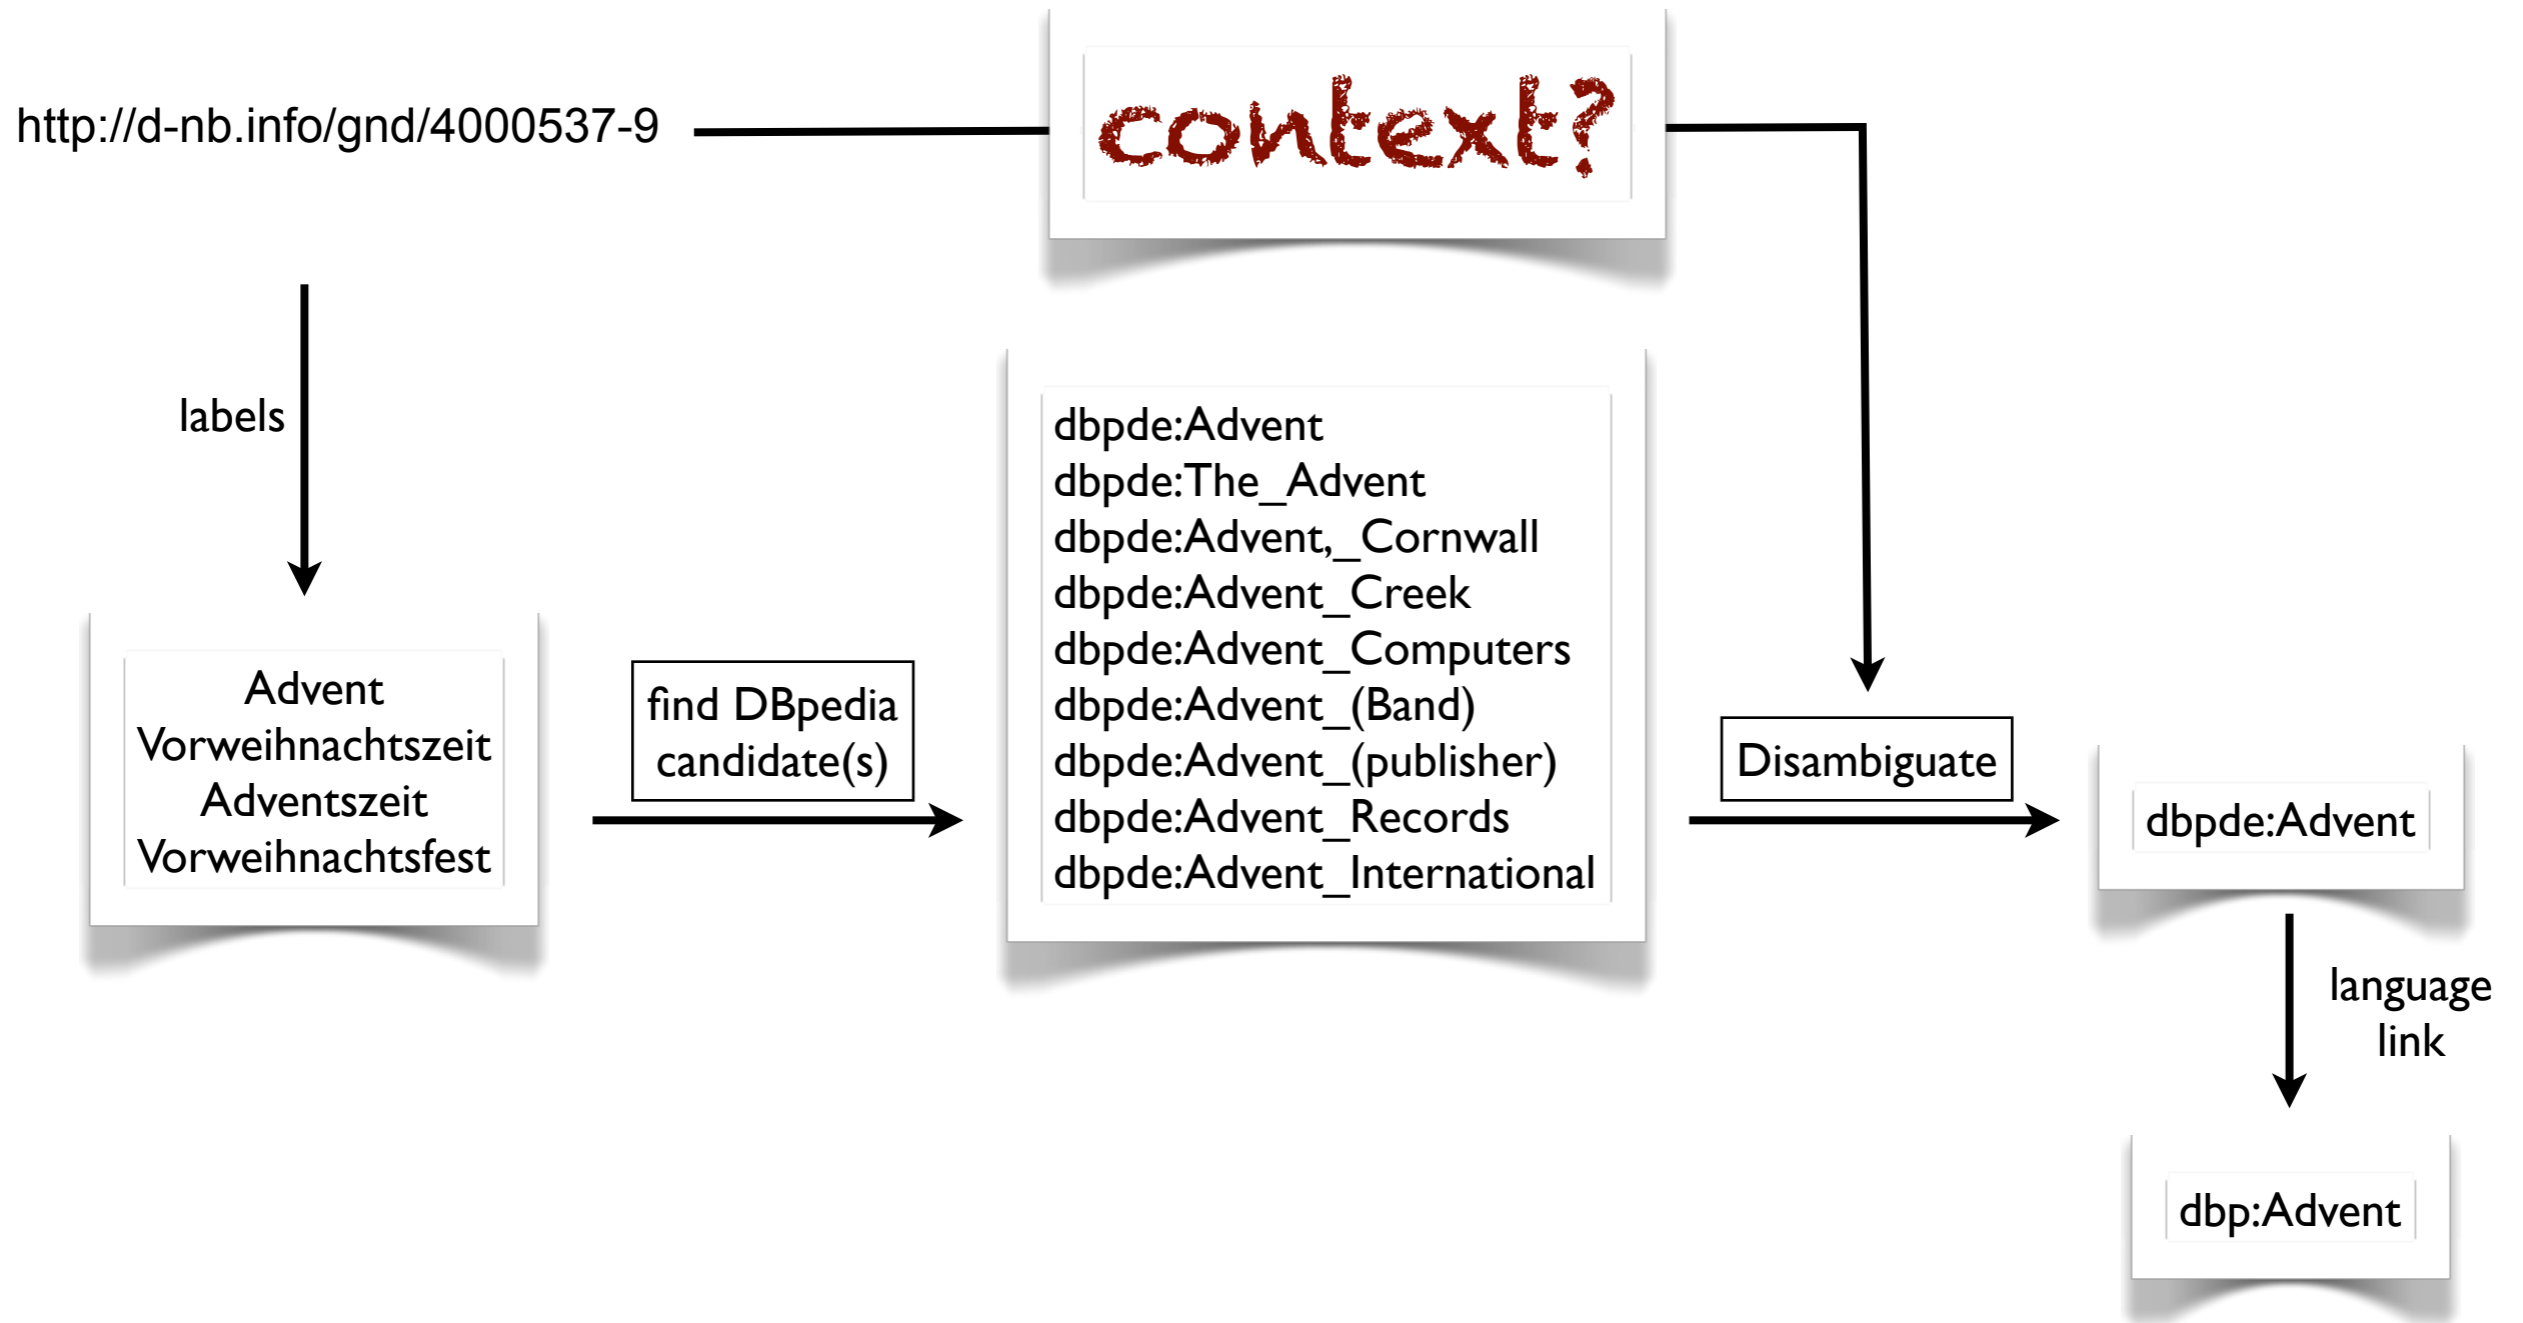 http://d-nb.info/gnd/4000537-9
context?
labels
Advent
Vorweihnachtszeit
Adventszeit
Vorweihnachtsfest
find DBpedia
candidate(s)
dbpde:Advent
dbpde:The_Advent
dbpde:Advent,_Cornwall
dbpde:Advent_Creek
dbpde:Advent_Computers
dbpde:Advent_(Band)
dbpde:Advent_(publisher)
dbpde:Advent_Records
dbpde:Advent_International
Disambiguate
dbpde:Advent
language
link
dbp:Advent